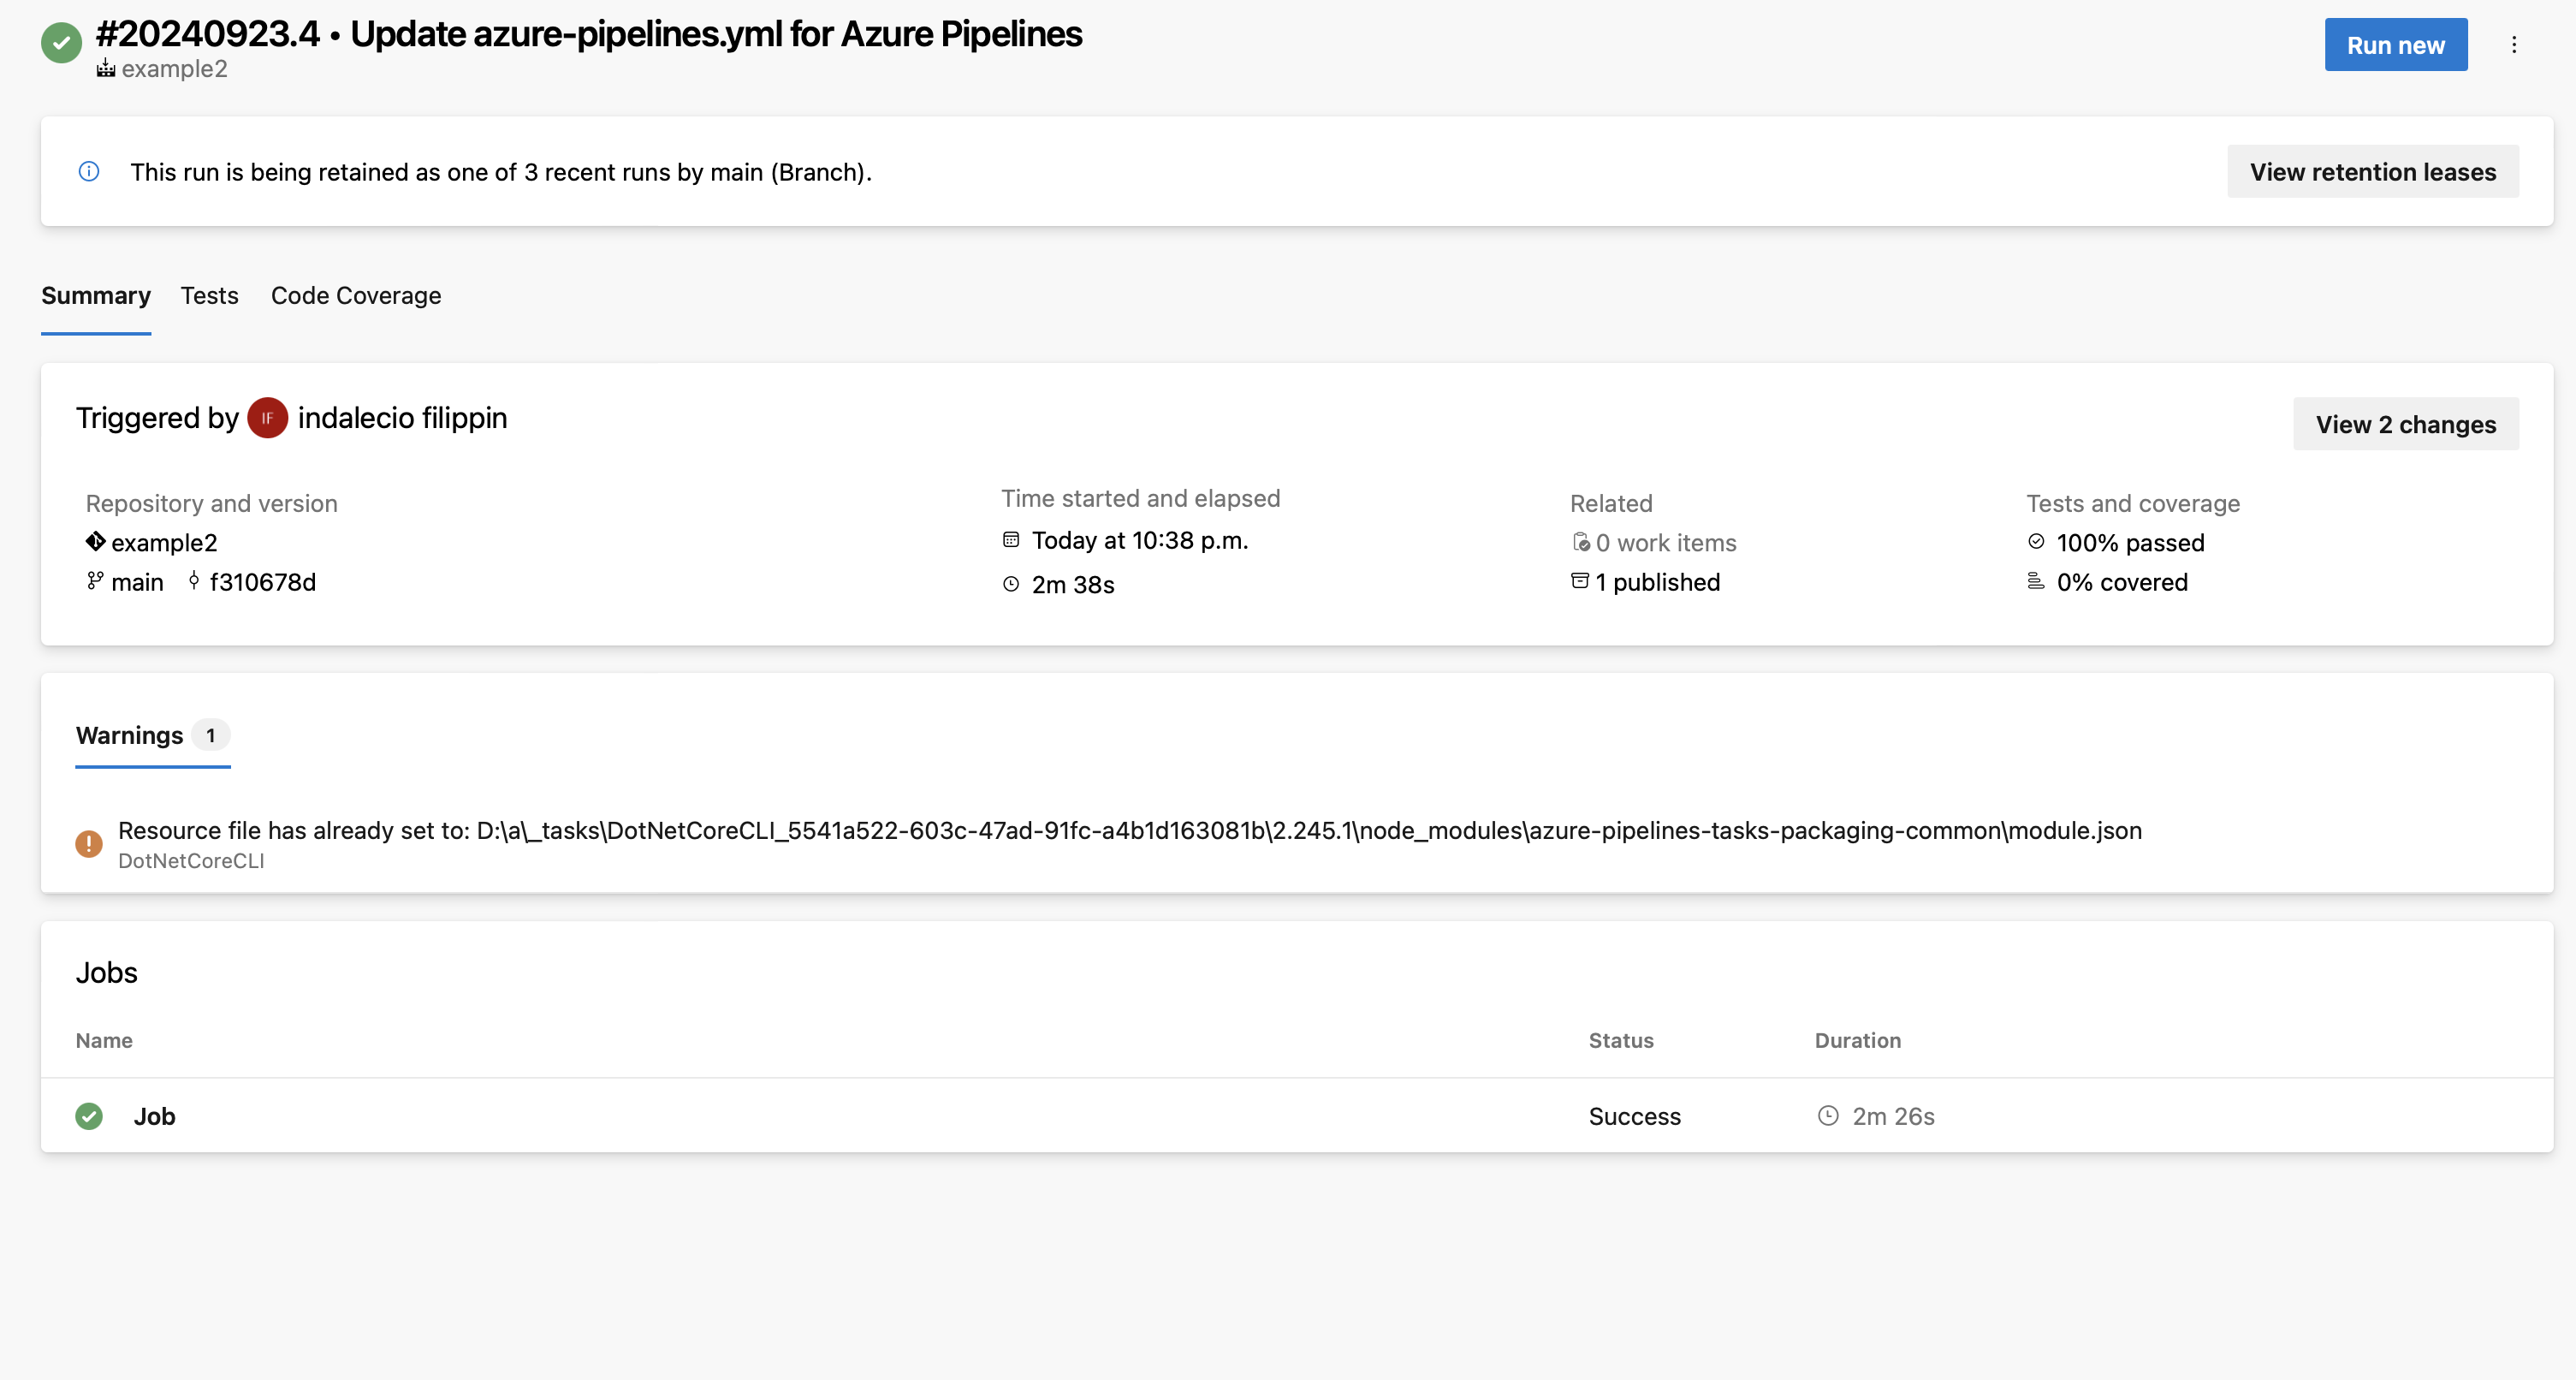 #20240923.4 • Update azure-pipelines.yml for Azure Pipelines
example2
Run new
This run is being retained as one of 3 recent runs by main (Branch).
View retention leases
Summary Tests Code Coverage
Triggered by IF indalecio filippin
View 2 changes
Repository and version
example2
main f310678d
Time started and elapsed
Today at 10:38 p.m.
2m 38s
Related
0 work items
1 published
Tests and coverage
100% passed
0% covered
Warnings 1
Resource file has already set to: D:\a\_tasks\DotNetCoreCLI_5541a522-603c-47ad-91fc-a4b1d163081b\2.245.1\node_modules\azure-pipelines-tasks-packaging-common\module.json
DotNetCoreCLI
Jobs
Name Status Duration
Job Success 2m 26s